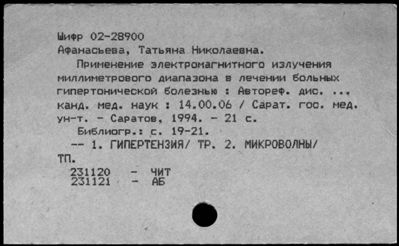 Шифр 02-28900
Афанасьева, Татьяна Николаевна.
Применение электромагнитного излучения
миллиметрового диапазона в лечении больных
гипертонической болезнью : Автореф. дис. ...
канд. мед. наук : 14.00.06 / Сарат. гос. мед.
ун-т. - Саратов, 1994. - 21 с.
Библиогр.: с. 19-21.
-- 1. ГИПЕРТЕНЗИЯ/ ТР. 2. МИКРОВОЛНЫ/
ТП.
231120 - ЧИТ
231121 - АБ